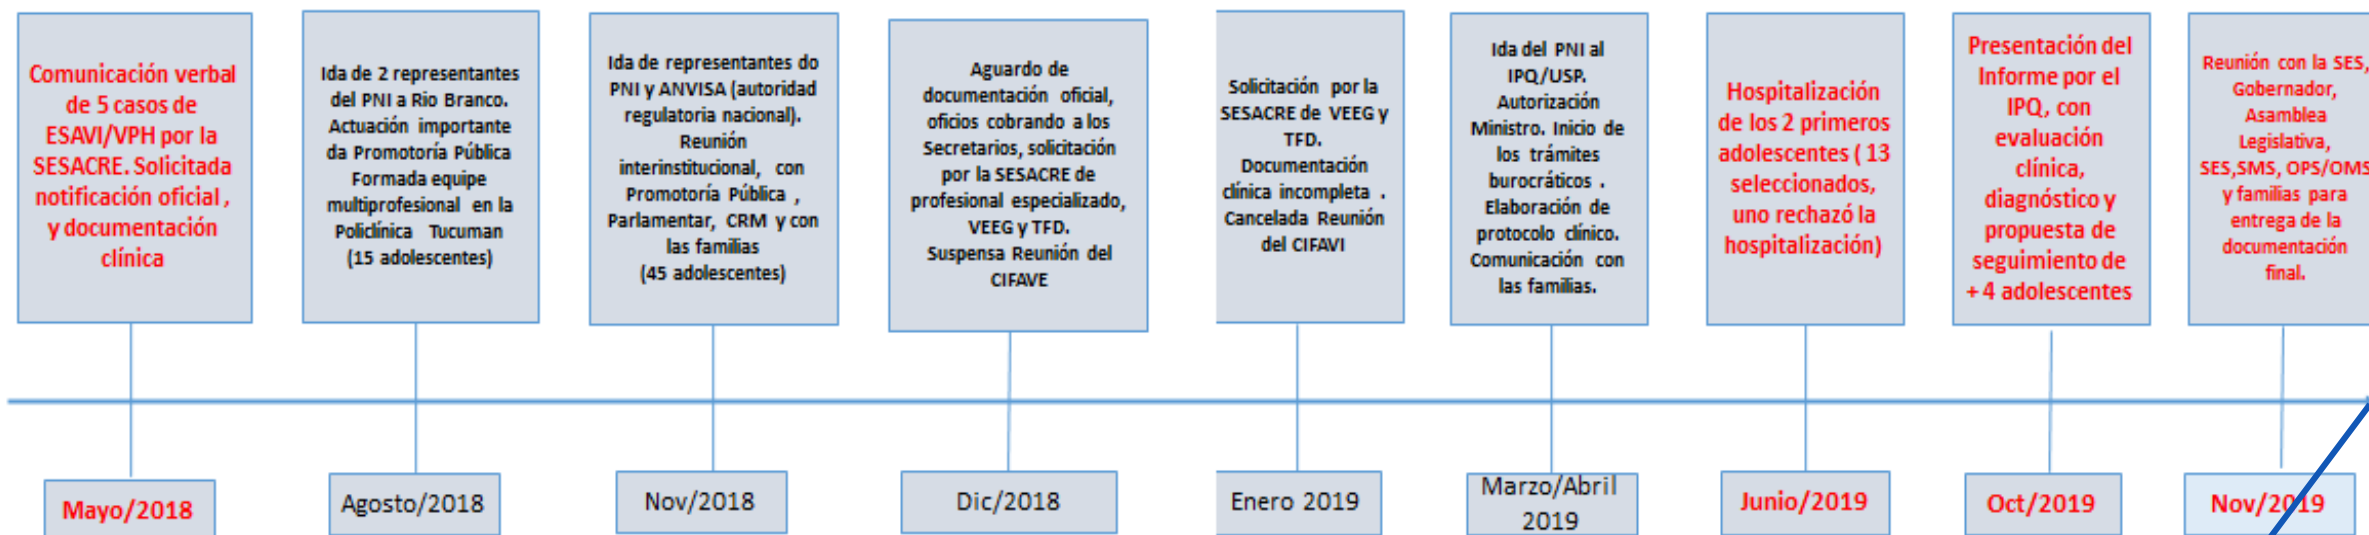 Comunicación verbal
de 5 casos de
ESAVI/VPH por la
SESACRE. Solicitada
notificación oficial ,
y documentación
clínica
Ida de 2 representantes
del PNI a Rio Branco.
Actuación importante
da Promotoría Pública
Formada equipe
multiprofesional en la
Policlínica Tucuman
(15 adolescentes)
Ida de representantes do
PNI y ANVISA (autoridad
regulatoria nacional).
Reunión
interinstitucional, con
Promotoría Pública ,
Parlamentar, CRM y con
las familias
(45 adolescentes)
Aguardo de
documentación oficial,
oficios cobrando a los
Secretarios, solicitación
por la SESACRE de
profesional especializado,
VEEG y TFD.
Suspensa Reunión del
CIFAVE
Solicitación por la
SESACRE de VEEG y
TFD.
Documentación
clínica incompleta .
Cancelada Reunión
del CIFAVI
Ida del PNI al
IPQ/USP.
Autorización
Ministro. Inicio de
los trámites
burocráticos .
Elaboración de
protocolo clínico.
Comunicación con
las familias.
Hospitalización
de los 2 primeros
adolescentes ( 13
seleccionados,
uno rechazó la
hospitalización)
Presentación del
Informe por el
IPQ, con
evaluación
clínica,
diagnóstico y
propuesta de
seguimiento de
+ 4 adolescentes
Reunión con la SES,
Gobernador,
Asamblea
Legislativa,
SES,SMS, OPS/OMS
y familias para
entrega de la
documentación
final.
Mayo/2018
Agosto/2018
Nov/2018
Dic/2018
Enero 2019
Marzo/Abril
2019
Junio/2019
Oct/2019
Nov/2019